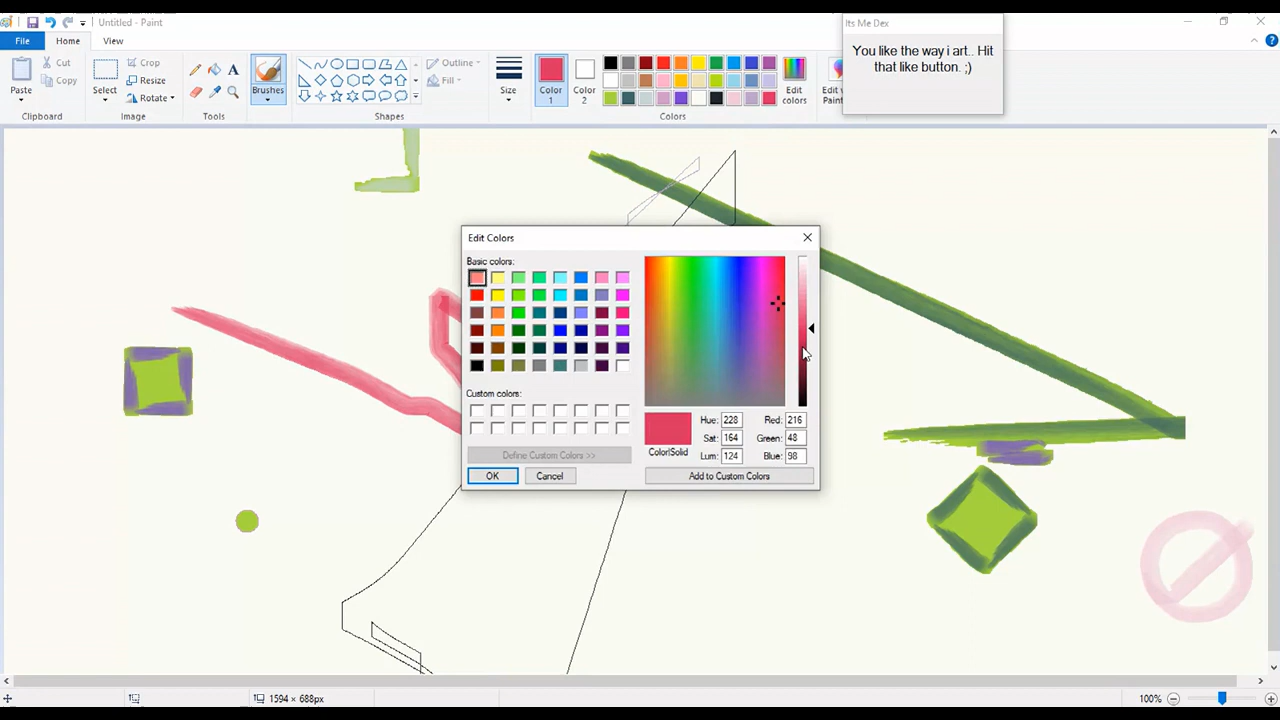 Untitled - Paint
Its Me Dex
File Home View
You like the way i art.. Hit
that like button. ;)
Paste
Cut
Copy
Clipboard
Select
Crop
Resize
Rotate
Image
A
Tools
Brushes
Outline
Fill
Shapes
Size
Color
1
Color
2
Edit
colors
Colors
Edit w
Paint
Edit Colors
Basic colors:
Custom colors:
Define Custom Colors >>
OK
Cancel
Color|Solid
Hue: 228
Sat: 164
Lum: 124
Red: 216
Green: 48
Blue: 98
Add to Custom Colors
1594 × 688px
100%